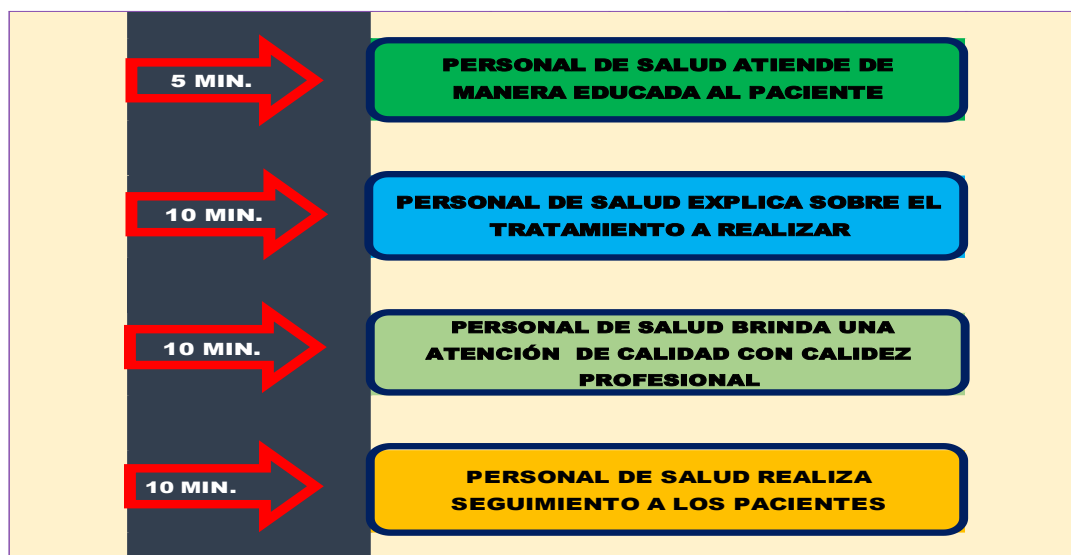 5 MIN.
PERSONAL DE SALUD ATIENDE DE
MANERA EDUCADA AL PACIENTE
10 MIN.
PERSONAL DE SALUD EXPLICA SOBRE EL
TRATAMIENTO A REALIZAR
10 MIN.
PERSONAL DE SALUD BRINDA UNA
ATENCIÓN DE CALIDAD CON CALIDEZ
PROFESIONAL
10 MIN.
PERSONAL DE SALUD REALIZA
SEGUIMIENTO A LOS PACIENTES